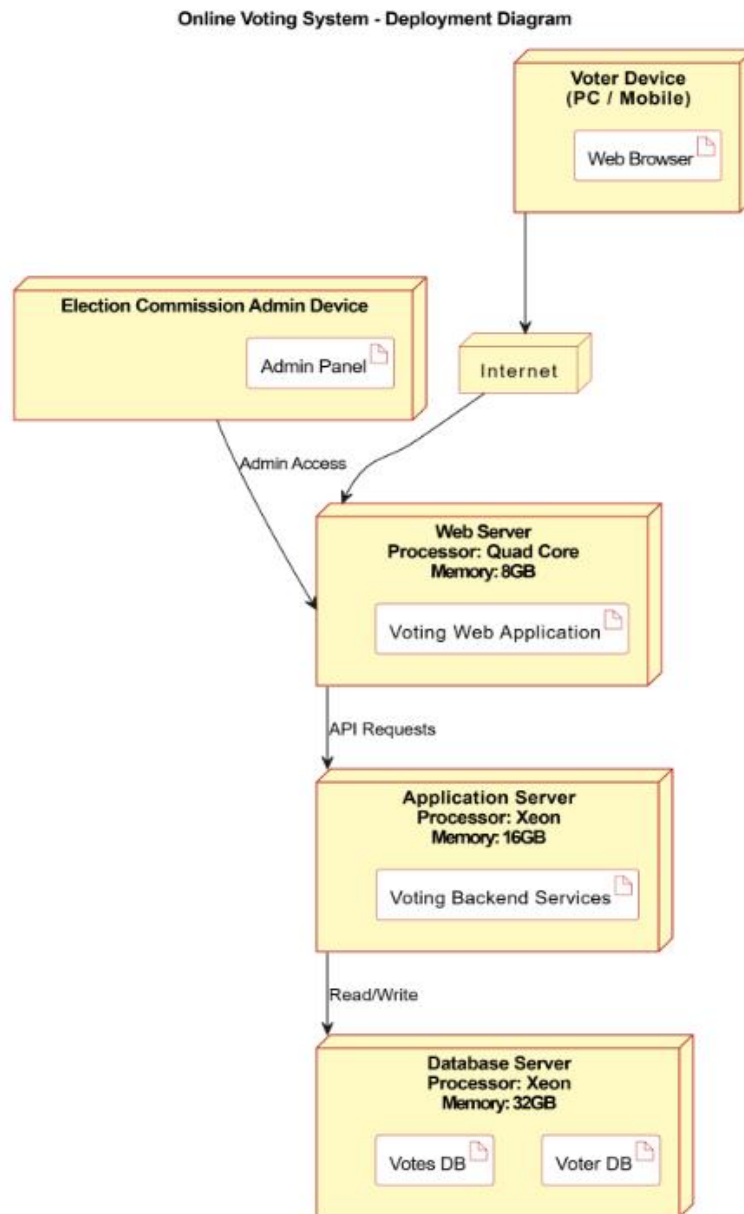 Online Voting System - Deployment Diagram
Voter Device
(PC / Mobile)
Web Browser
Election Commission Admin Device
Admin Panel
Internet
Admin Access
Web Server
Processor: Quad Core
Memory: 8GB
Voting Web Application
API Requests
Application Server
Processor: Xeon
Memory: 16GB
Voting Backend Services
Read/Write
Database Server
Processor: Xeon
Memory: 32GB
Votes DB
Voter DB